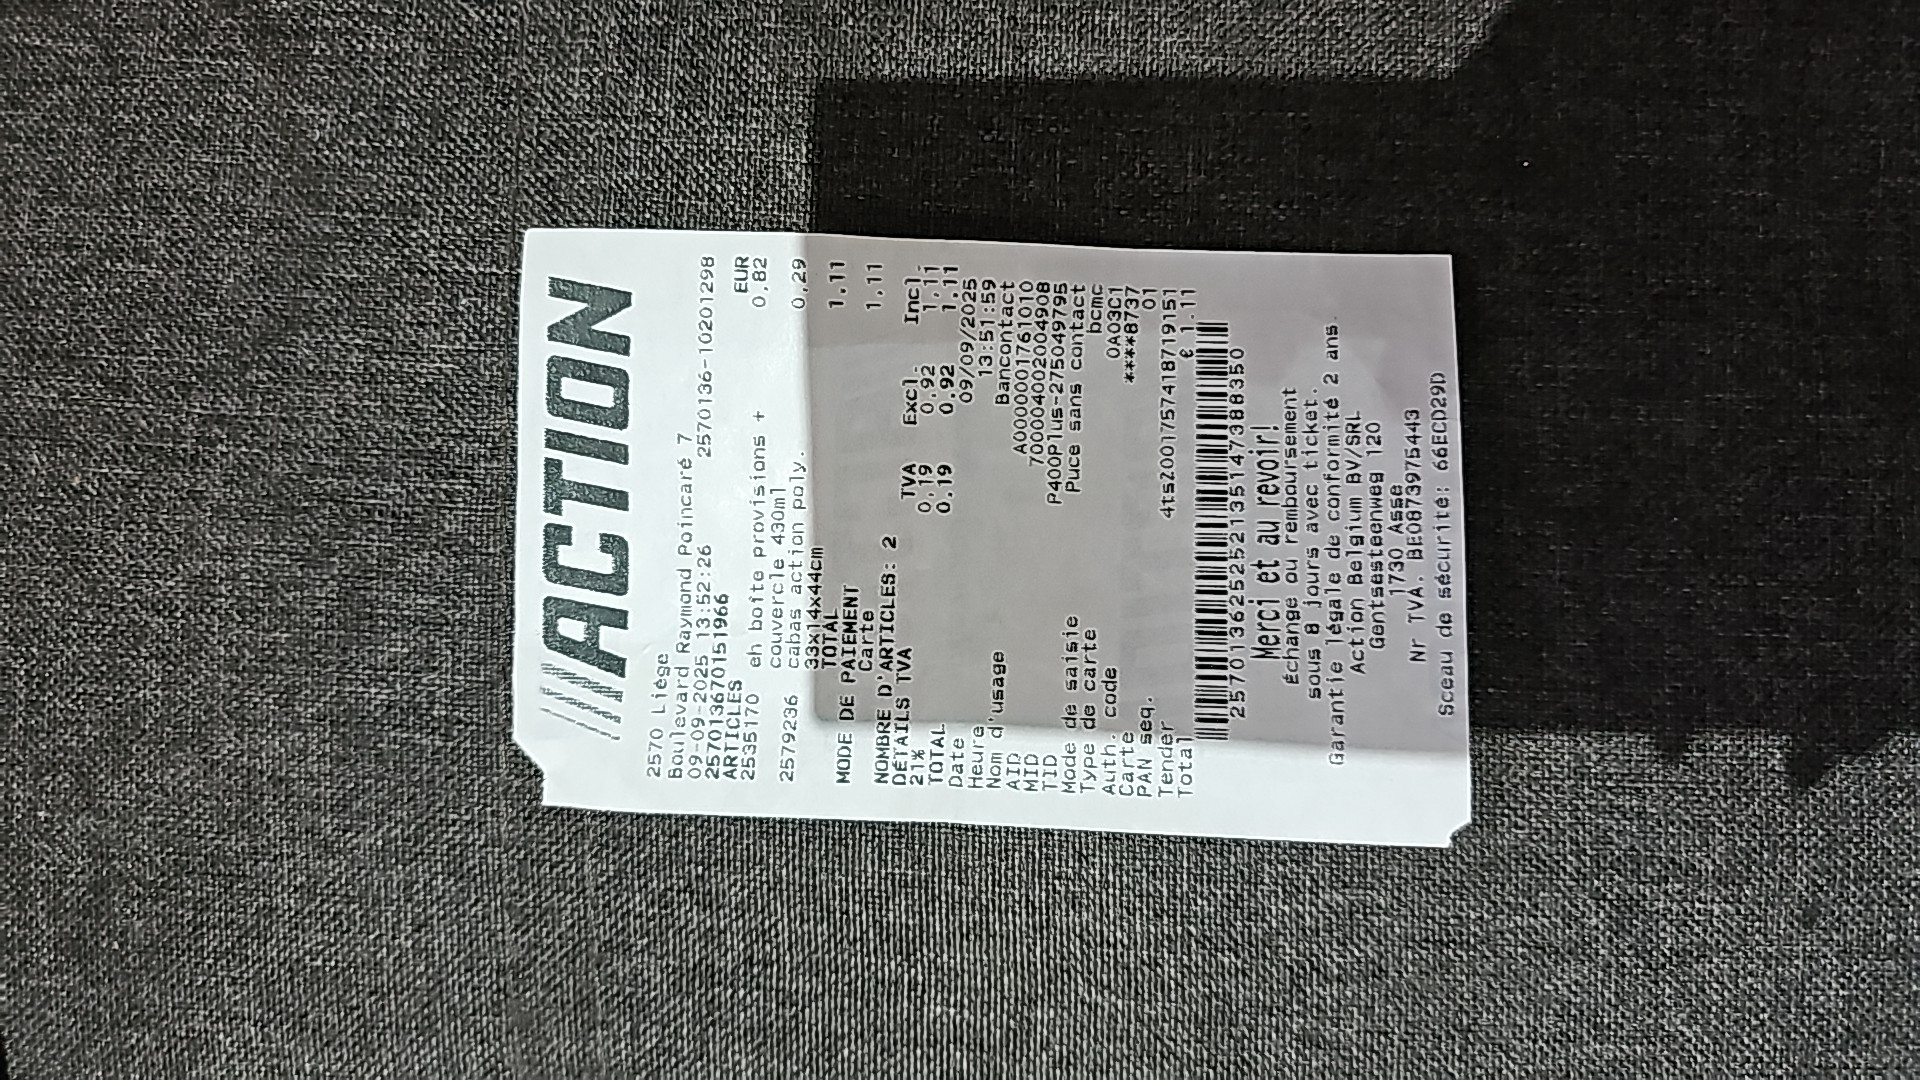 ///ACTION
2570 Liège
Boulevard Raymond Poincaré 7
09-09-2025 13:52:26 2570136-10201298
2570136701519​66
ARTICLES EUR
2535170 eh boîte provisions + 0,82
couvercle 430ml
2579236 cabas action poly. 0,29
33x14x44cm
TOTAL 1,11
MODE DE PAIEMENT
Carte 1,11
NOMBRE D'ARTICLES: 2
DÉTAILS TVA TVA Excl. Incl.
21% 0,19 0,92 1,11
TOTAL 0,19 0,92 1,11
Date 09/09/2025
Heure 13:51:59
Nom d'usage Bancontact
AID A0000001761010
MID 700004002004908
TID P400Plus-275049795
Mode de saisie Puce sans contact
Type de carte bcmc
Auth. code 0A03C1
Carte ****8737
PAN seq. 01
Tender 4ts2001757418719151
Total € 1.11
257013625252135147388350
Merci et au revoir!
Échange ou remboursement
sous 8 jours avec ticket.
Garantie légale de conformité 2 ans.
Action Belgium BV/SRL
Gentsesteenweg 120
1730 Asse
Nr TVA. BE0873975443
Sceau de sécurité: 66ECD29D